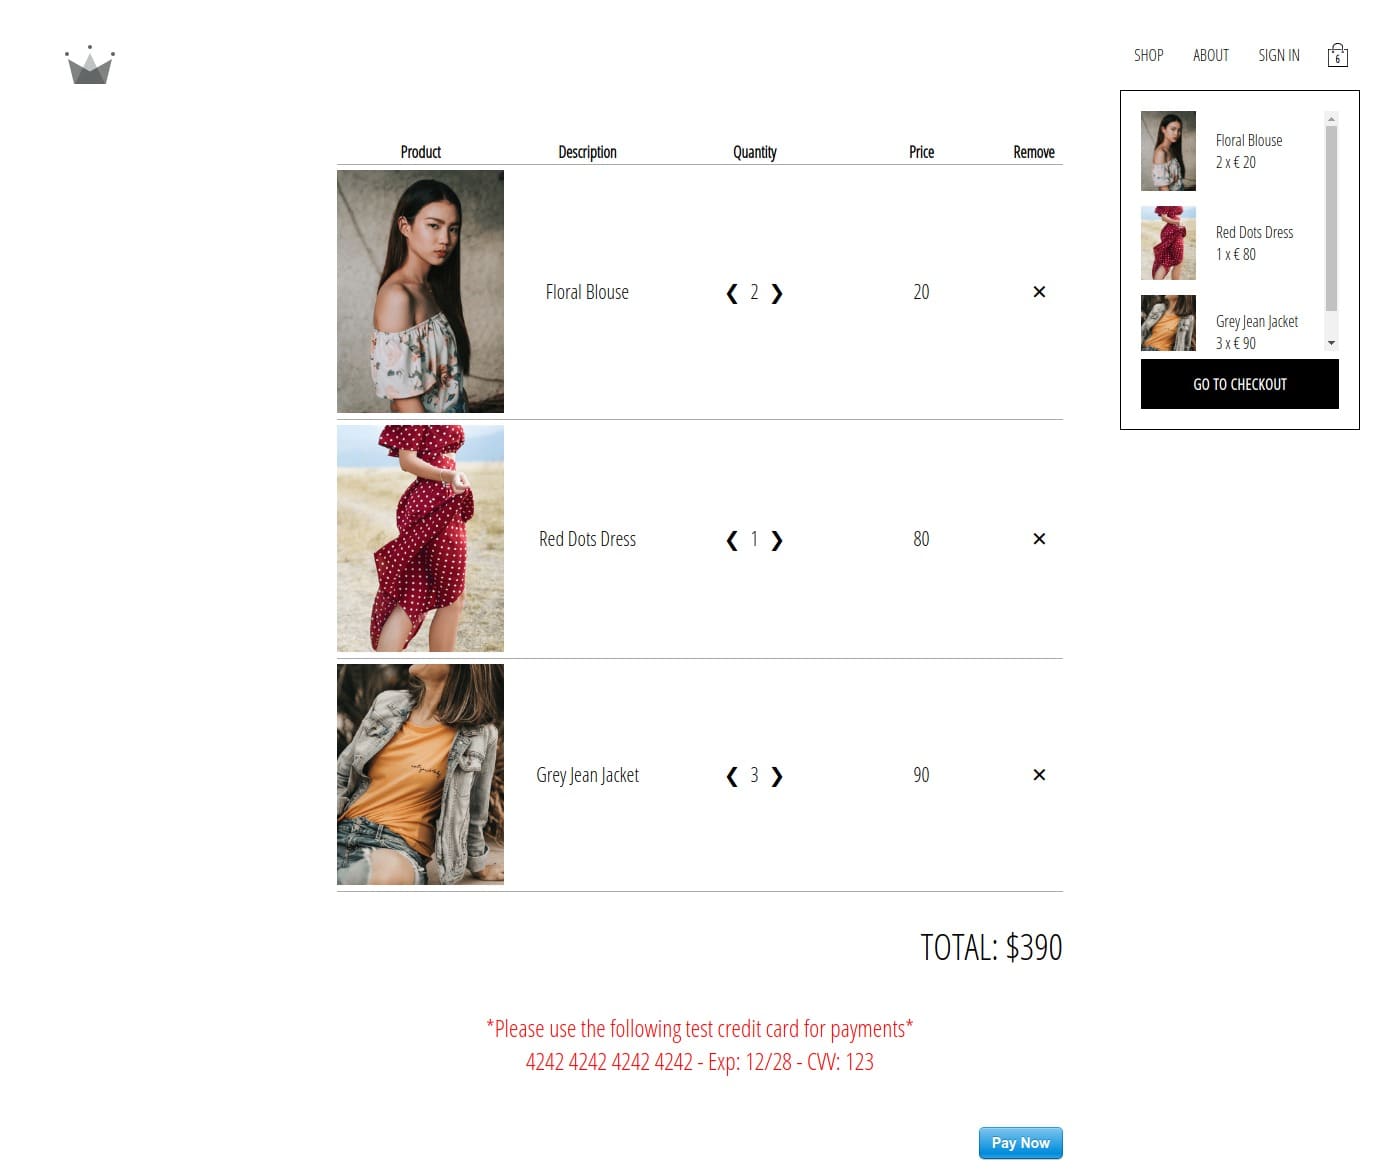 SHOP ABOUT SIGN IN 6
Product Description Quantity Price Remove
Floral Blouse ❮ 2 ❯ 20 ✕
Red Dots Dress ❮ 1 ❯ 80 ✕
Grey Jean Jacket ❮ 3 ❯ 90 ✕
TOTAL: $390
*Please use the following test credit card for payments*
4242 4242 4242 4242 - Exp: 12/28 - CVV: 123
Pay Now
Floral Blouse
2 x € 20
Red Dots Dress
1 x € 80
Grey Jean Jacket
3 x € 90
GO TO CHECKOUT